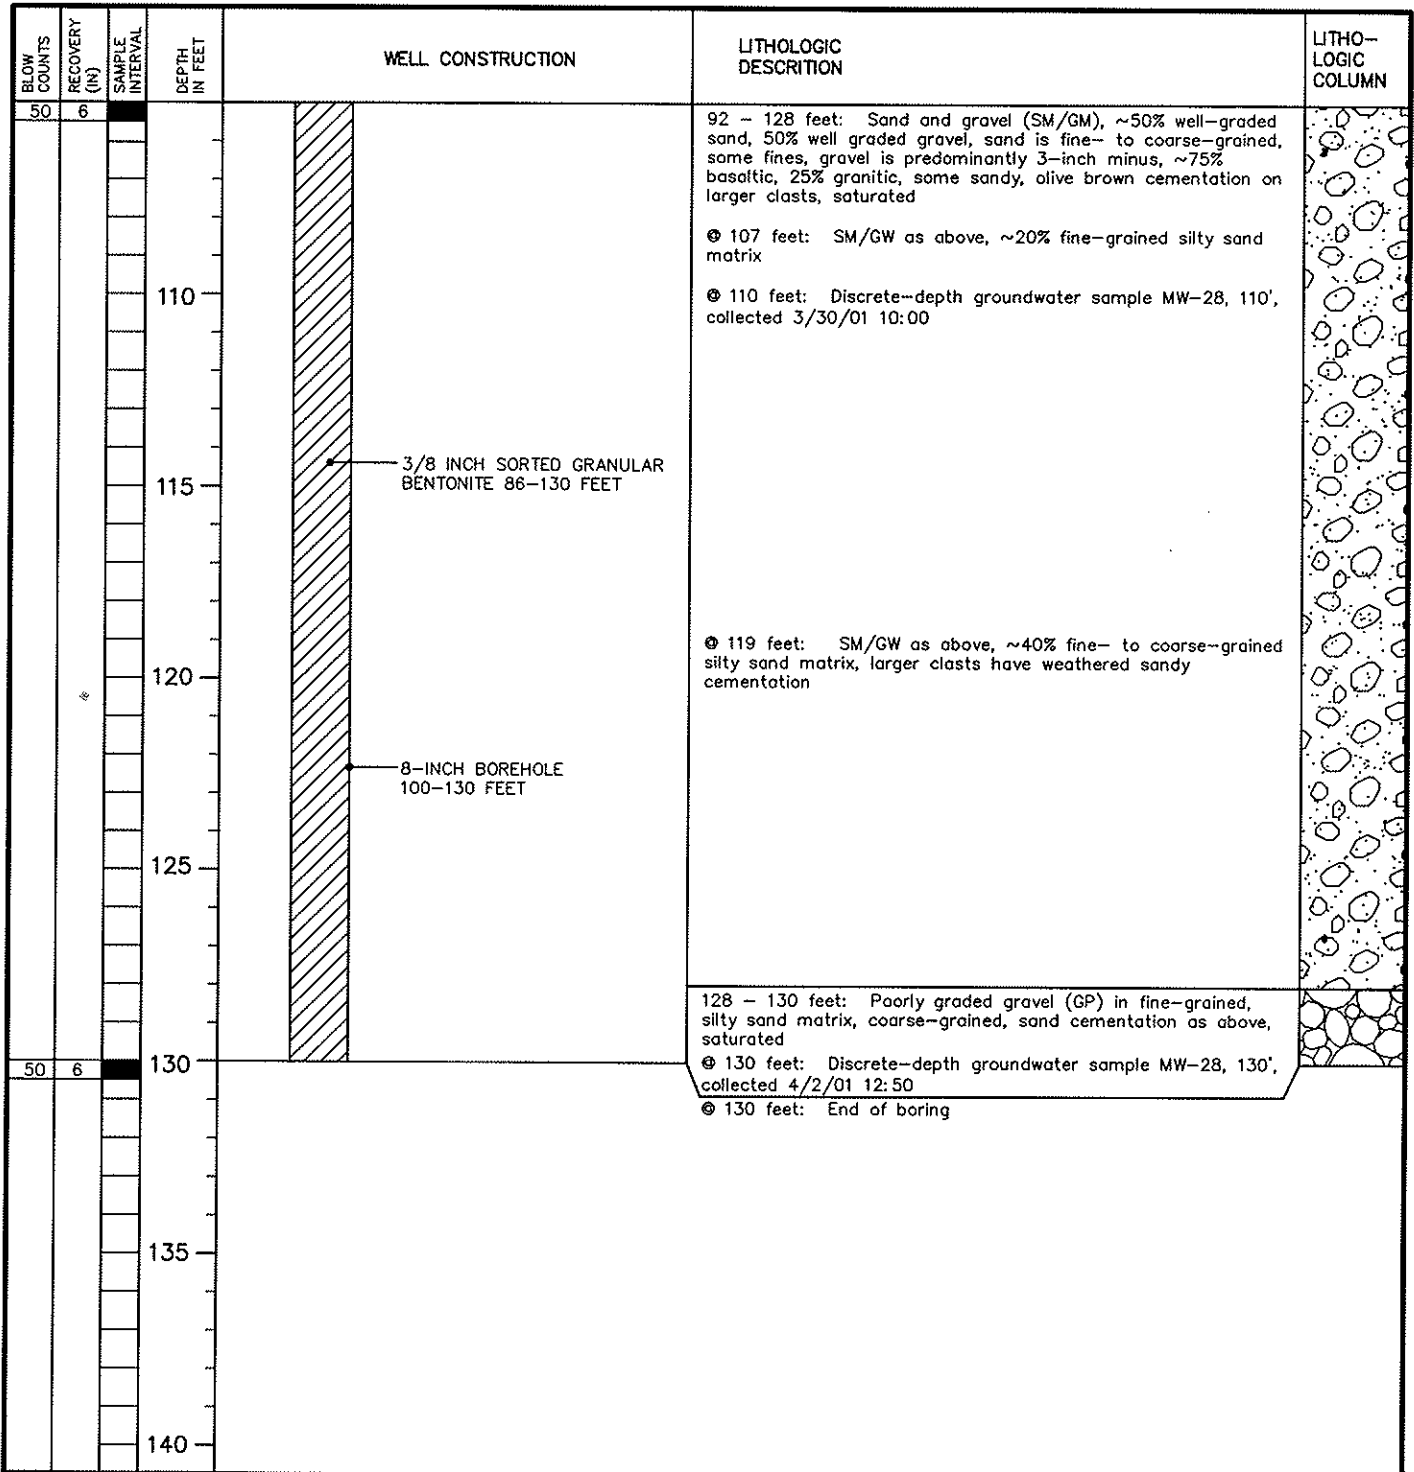 BLOW
COUNTS
RECOVERY
(IN)
SAMPLE
INTERVAL
DEPTH
IN FEET
WELL CONSTRUCTION
LITHOLOGIC
DESCRITION
LITHO-
LOGIC
COLUMN
50 6
92 - 128 feet: Sand and gravel (SM/GM), ~50% well-graded
sand, 50% well graded gravel, sand is fine- to coarse-grained,
some fines, gravel is predominantly 3-inch minus, ~75%
basaltic, 25% granitic, some sandy, olive brown cementation on
larger clasts, saturated
@ 107 feet: SM/GW as above, ~20% fine-grained silty sand
matrix
110
@ 110 feet: Discrete-depth groundwater sample MW-28, 110',
collected 3/30/01 10:00
3/8 INCH SORTED GRANULAR
BENTONITE 86-130 FEET
115
@ 119 feet: SM/GW as above, ~40% fine- to coarse-grained
silty sand matrix, larger clasts have weathered sandy
cementation
120
8-INCH BOREHOLE
100-130 FEET
125
128 - 130 feet: Poorly graded gravel (GP) in fine-grained,
silty sand matrix, coarse-grained, sand cementation as above,
saturated
50 6
130
@ 130 feet: Discrete-depth groundwater sample MW-28, 130',
collected 4/2/01 12:50
@ 130 feet: End of boring
135
140